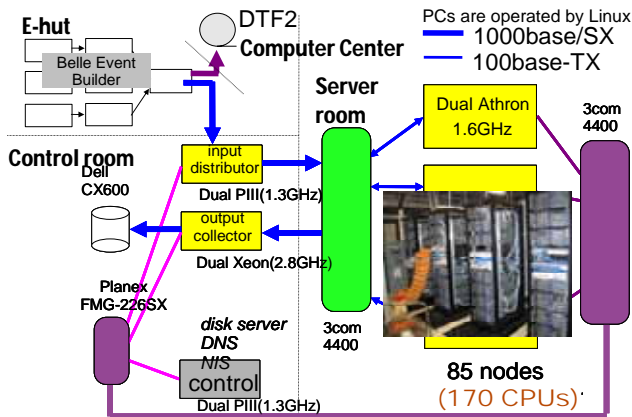 E-hut
Belle Event
Builder
DTF2
Computer Center
PCs are operated by Linux
1000base/SX
100base-TX
Server
room
Dual Athron
1.6GHz
3com
4400
Control room
Dell
CX600
input
distributor
Dual PIII(1.3GHz)
output
collector
Dual Xeon(2.8GHz)
Planex
FMG-226SX
disk server
DNS
NIS
control
Dual PIII(1.3GHz)
3com
4400
85 nodes
(170 CPUs)